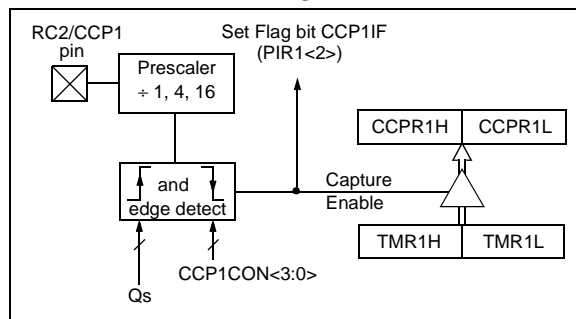 RC2/CCP1
pin
Prescaler
÷ 1, 4, 16
Set Flag bit CCP1IF
(PIR1<2>)
CCPR1H
CCPR1L
and
edge detect
Capture
Enable
TMR1H
TMR1L
CCP1CON<3:0>
Qs